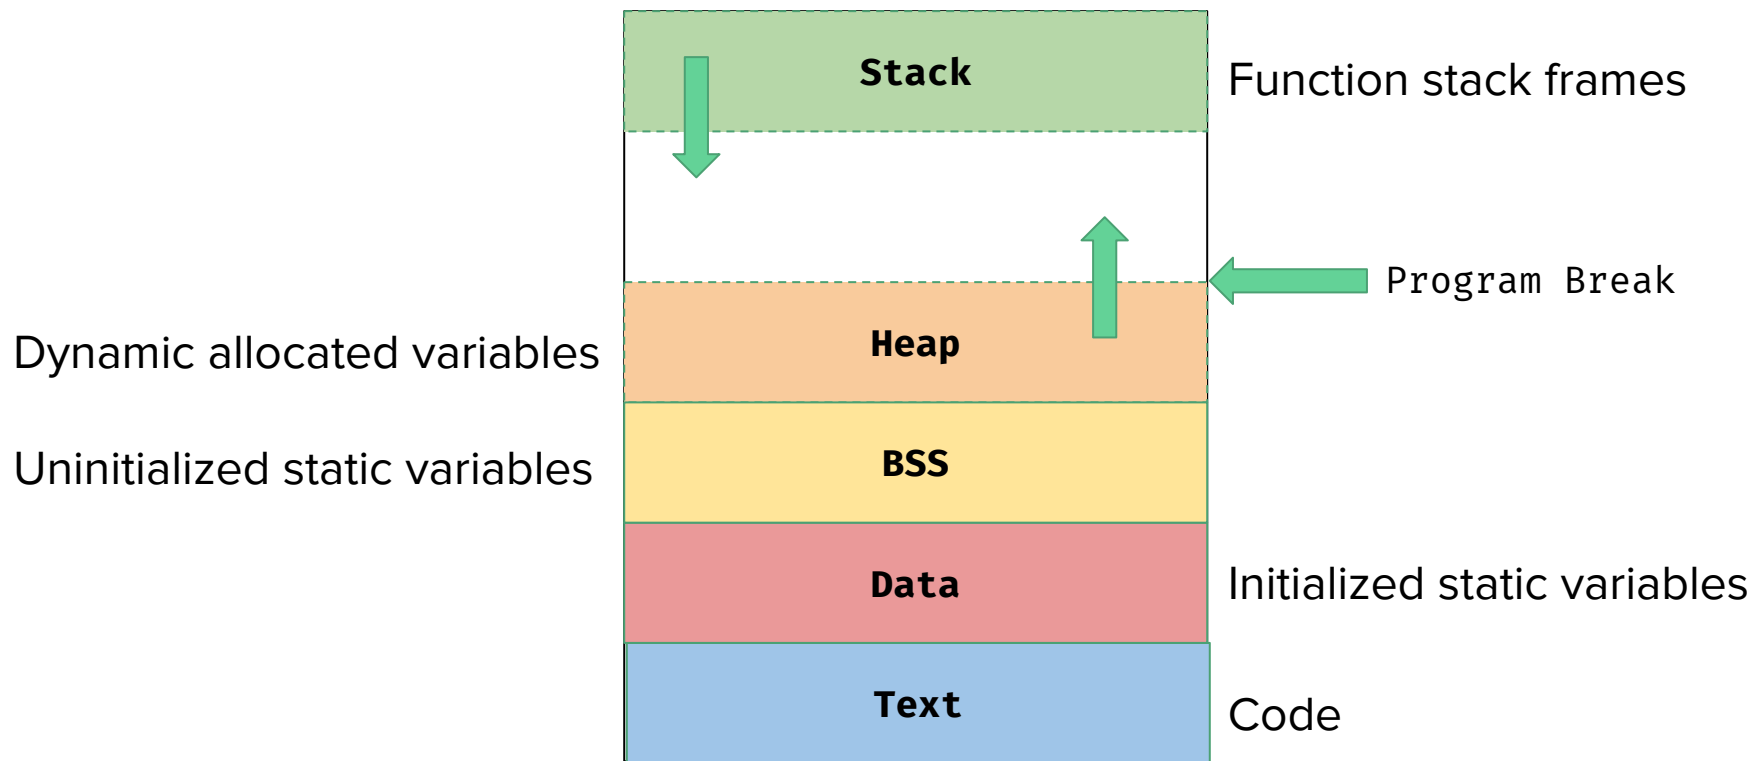 Stack
Function stack frames
Program Break
Heap
Dynamic allocated variables
BSS
Uninitialized static variables
Data
Initialized static variables
Text
Code